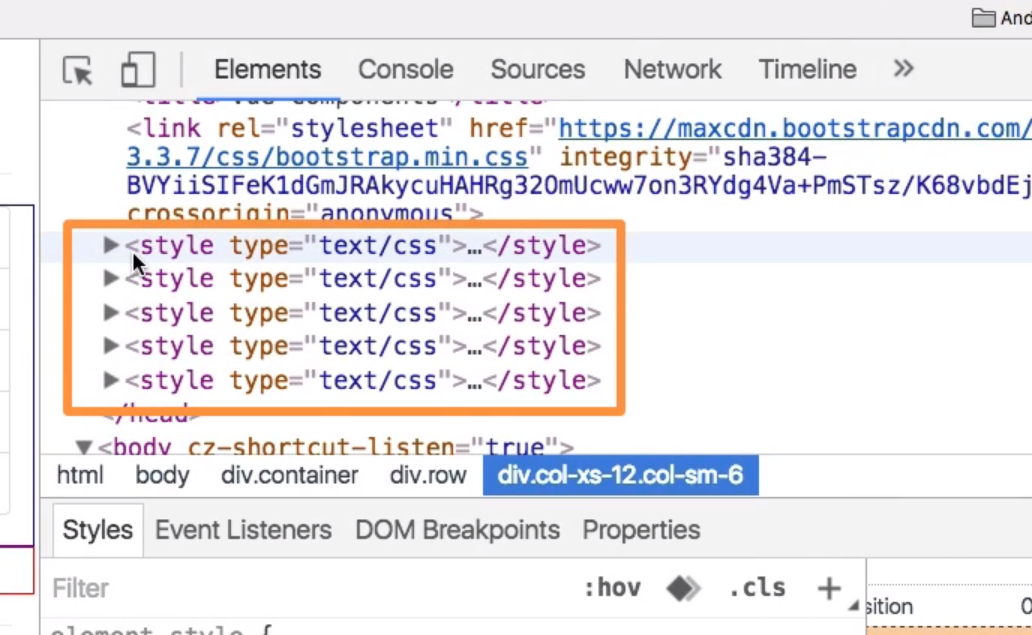 And
Elements Console Sources Network Timeline »
<title>Vue Components</title>
<link rel="stylesheet" href="https://maxcdn.bootstrapcdn.com/
3.3.7/css/bootstrap.min.css" integrity="sha384-
BVYiiSIFeK1dGmJRAkycuHAHRg32OmUcww7on3RYdg4Va+PmSTsz/K68vbdEj
crossorigin="anonymous">
▶<style type="text/css">…</style>
▶<style type="text/css">…</style>
▶<style type="text/css">…</style>
▶<style type="text/css">…</style>
▶<style type="text/css">…</style>
</head>
▼<body cz-shortcut-listen="true">
html body div.container div.row div.col-xs-12.col-sm-6
Styles Event Listeners DOM Breakpoints Properties
Filter :hov .cls +
sition 0
element.style {